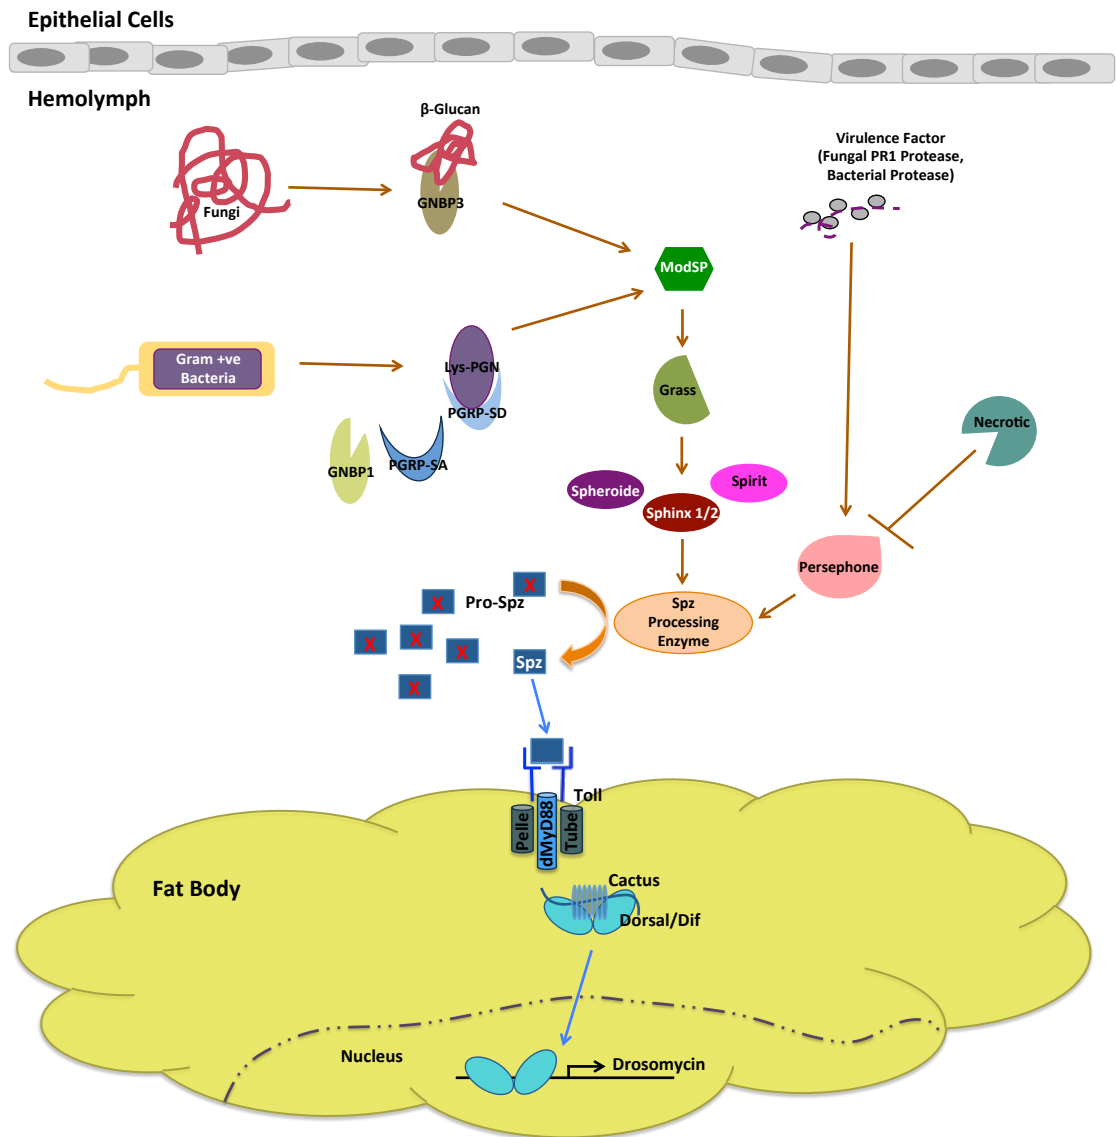 Epithelial Cells
Hemolymph
β-Glucan
Fungi
GNBP3
Virulence Factor
(Fungal PR1 Protease,
Bacterial Protease)
ModSP
Gram +ve
Bacteria
Lys-PGN
PGRP-SD
PGRP-SA
GNBP1
Grass
Necrotic
Spheroide
Spirit
Sphinx 1/2
Persephone
X
X
Pro-Spz
X
X
X
X
Spz
Processing
Enzyme
Spz
Toll
Pelle
dMyD88
Tube
Fat Body
Cactus
Dorsal/Dif
Nucleus
Drosomycin